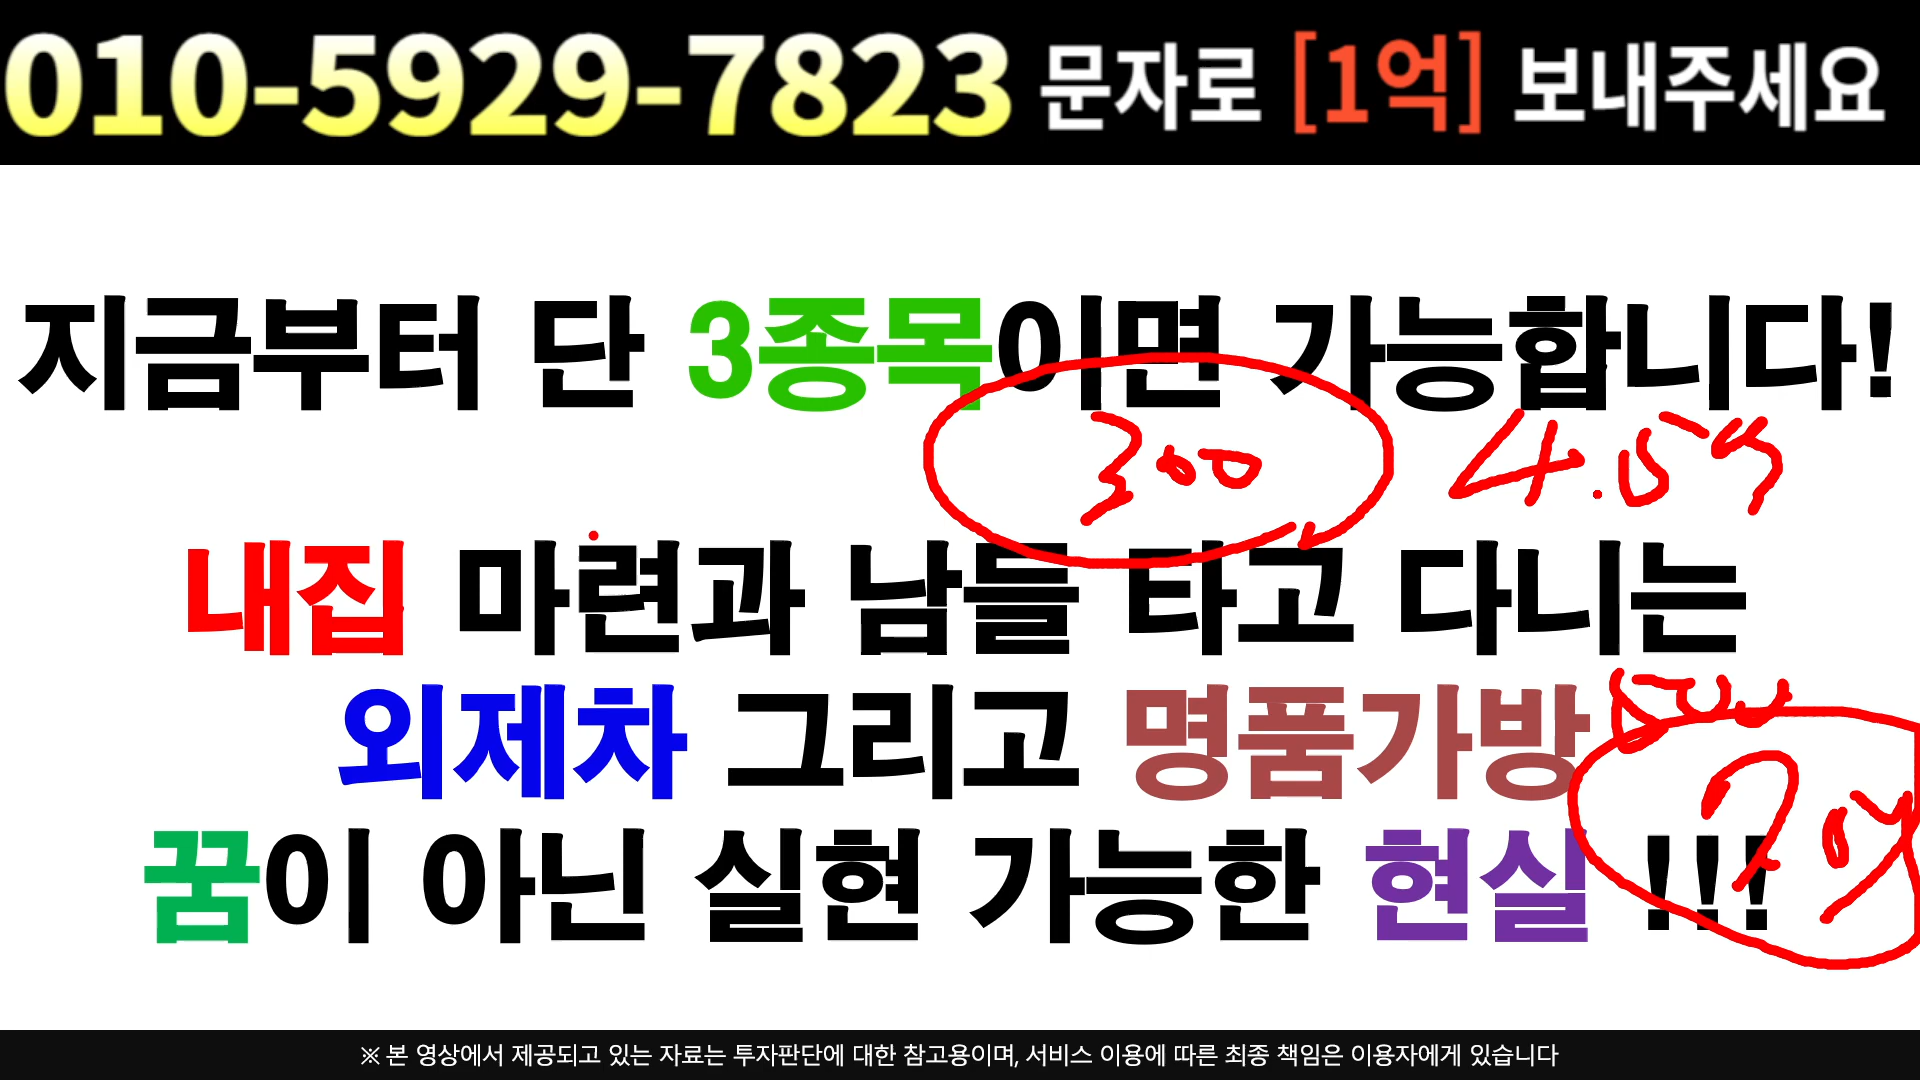 010-5929-7823 문자로 [1억] 보내주세요
지금부터 단 3종목이면 가능합니다!
300 4.5억
내집 마련과 남들 타고 다니는
500
외제차 그리고 명품가방
꿈이 아닌 실현 가능한 현실 !!!
※ 본 영상에서 제공되고 있는 자료는 투자판단에 대한 참고용이며, 서비스 이용에 따른 최종 책임은 이용자에게 있습니다